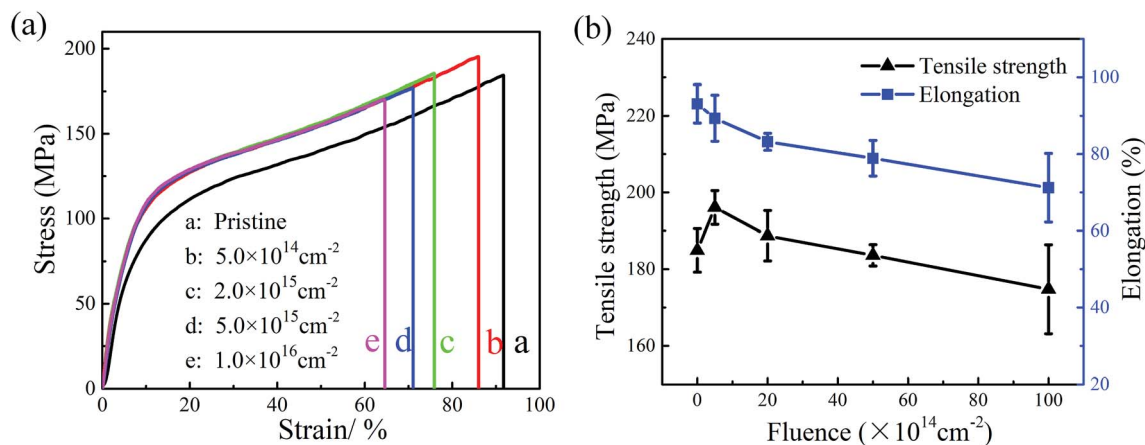 (a)
200
150
100
50
0
Stress (MPa)
a: Pristine
b: 5.0×10¹⁴cm⁻²
c: 2.0×10¹⁵cm⁻²
d: 5.0×10¹⁵cm⁻²
e: 1.0×10¹⁶cm⁻²
e d c b a
0 20 40 60 80 100
Strain/ %
(b)
240
220
200
180
160
Tensile strength (MPa)
Tensile strength
Elongation
100
80
60
40
20
Elongation (%)
0 20 40 60 80 100
Fluence (×10¹⁴cm⁻²)